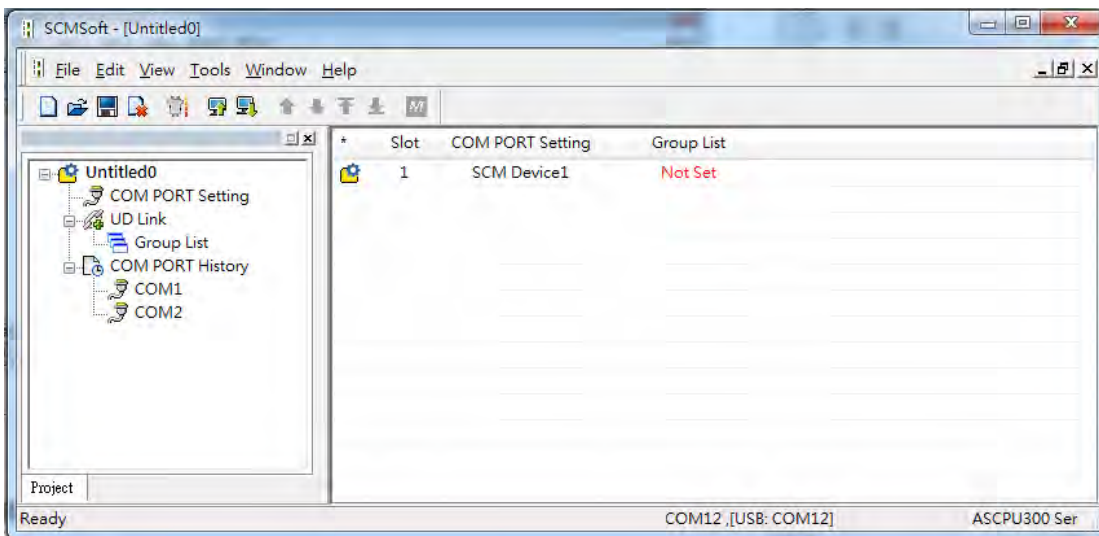 SCMSoft - [Untitled0]
File Edit View Tools Window Help
M
* Slot COM PORT Setting Group List
Untitled0
COM PORT Setting
UD Link
Group List
COM PORT History
COM1
COM2
1 SCM Device1 Not Set
Project
Ready COM12 ,[USB: COM12] ASCPU300 Ser